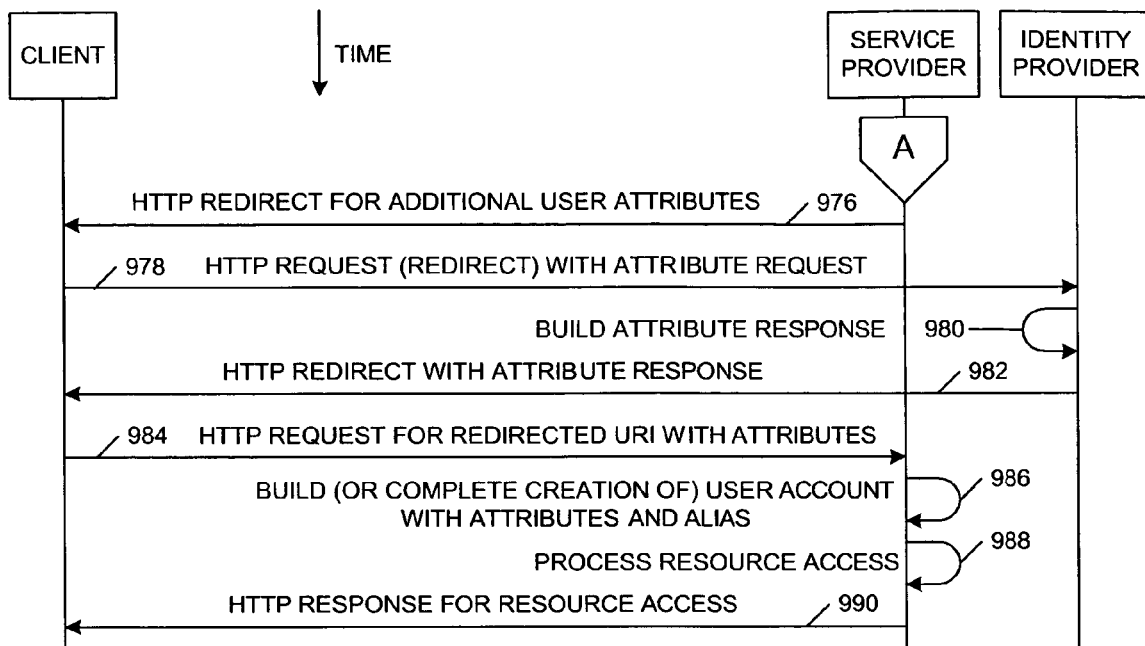 CLIENT
TIME
SERVICE
PROVIDER
IDENTITY
PROVIDER
A
HTTP REDIRECT FOR ADDITIONAL USER ATTRIBUTES
976
978
HTTP REQUEST (REDIRECT) WITH ATTRIBUTE REQUEST
BUILD ATTRIBUTE RESPONSE
980
HTTP REDIRECT WITH ATTRIBUTE RESPONSE
982
984
HTTP REQUEST FOR REDIRECTED URI WITH ATTRIBUTES
BUILD (OR COMPLETE CREATION OF) USER ACCOUNT
WITH ATTRIBUTES AND ALIAS
986
PROCESS RESOURCE ACCESS
988
HTTP RESPONSE FOR RESOURCE ACCESS
990